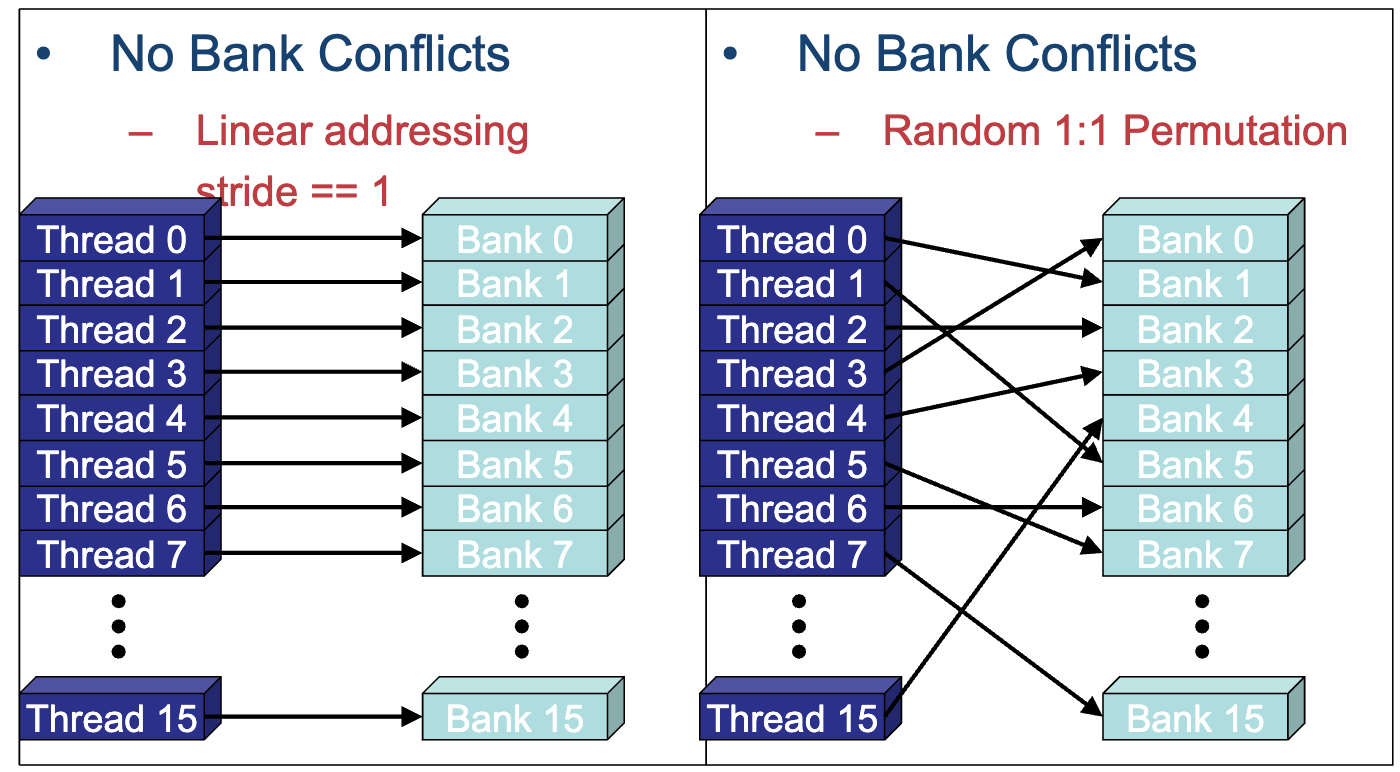 • No Bank Conflicts
– Linear addressing
stride == 1
Thread 0 Bank 0
Thread 1 Bank 1
Thread 2 Bank 2
Thread 3 Bank 3
Thread 4 Bank 4
Thread 5 Bank 5
Thread 6 Bank 6
Thread 7 Bank 7
Thread 15 Bank 15
• No Bank Conflicts
– Random 1:1 Permutation
Thread 0 Bank 0
Thread 1 Bank 1
Thread 2 Bank 2
Thread 3 Bank 3
Thread 4 Bank 4
Thread 5 Bank 5
Thread 6 Bank 6
Thread 7 Bank 7
Thread 15 Bank 15